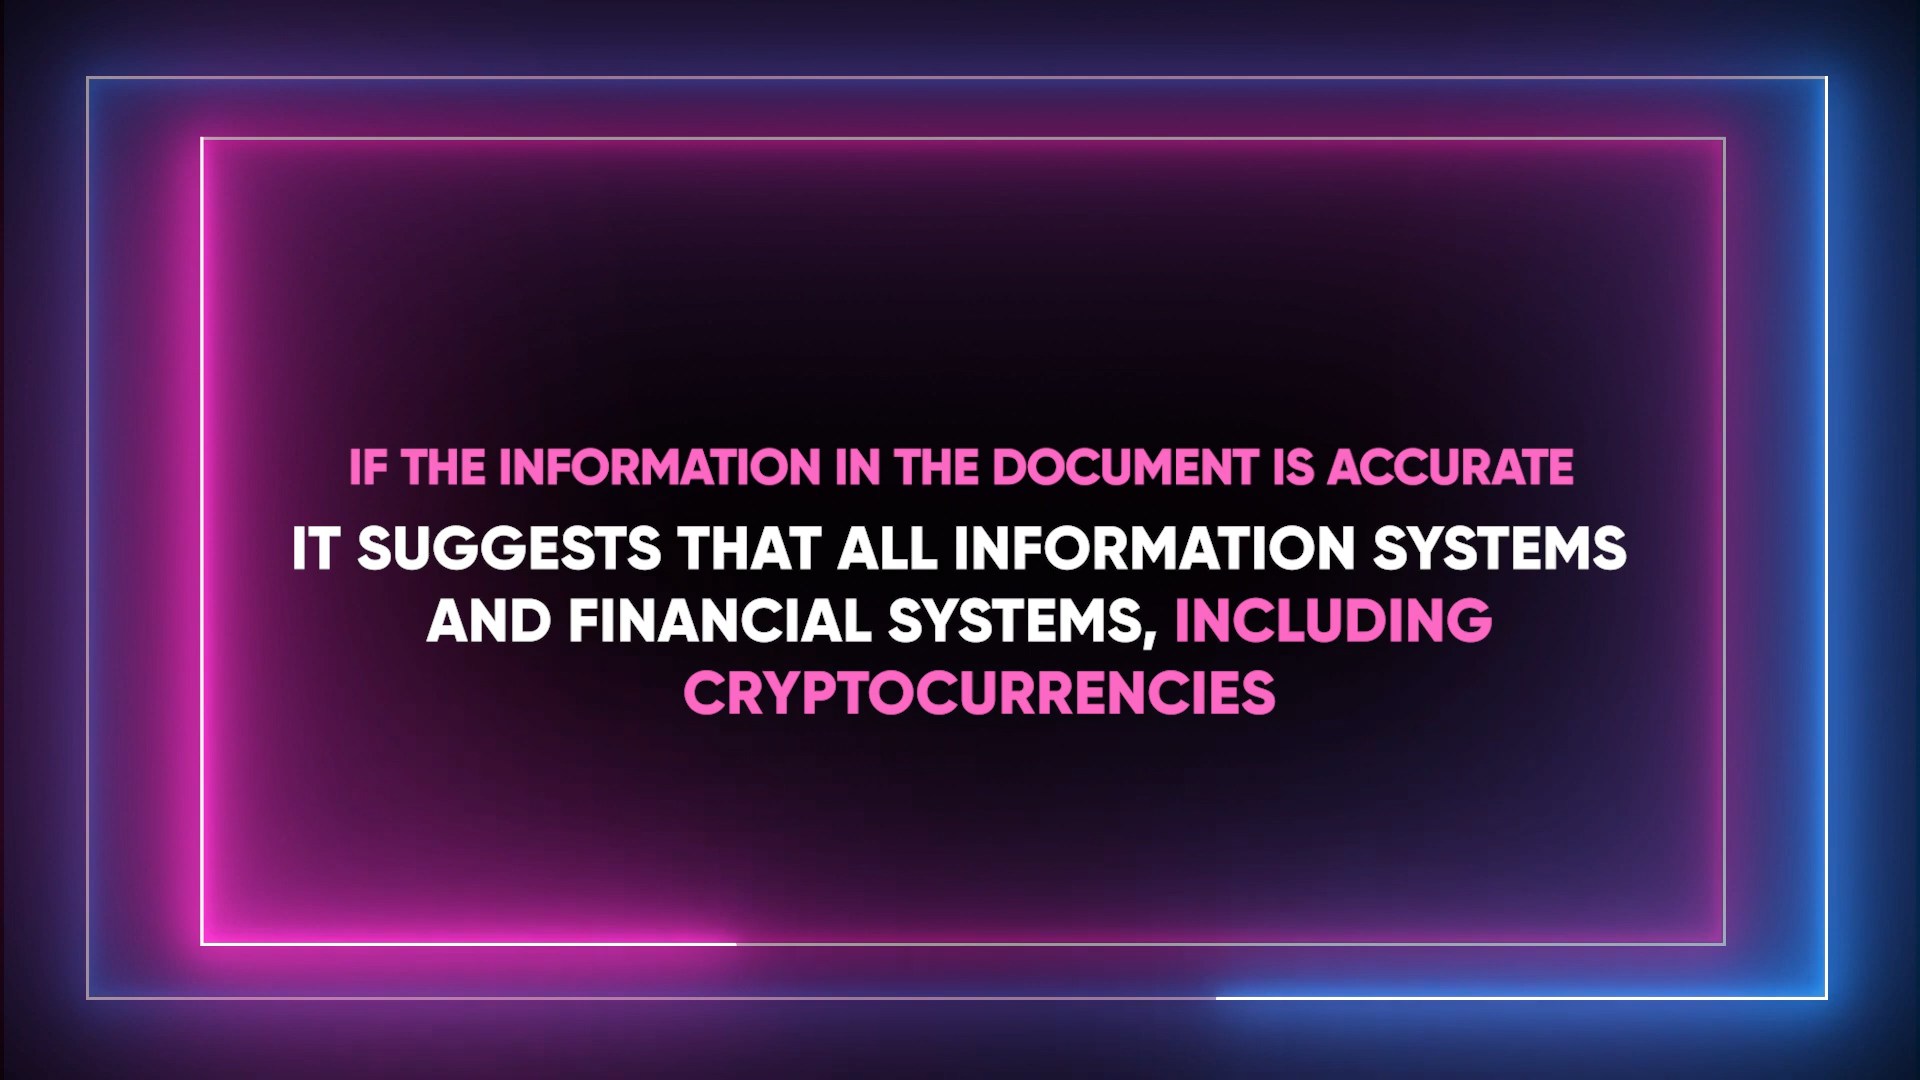 IF THE INFORMATION IN THE DOCUMENT IS ACCURATE
IT SUGGESTS THAT ALL INFORMATION SYSTEMS
AND FINANCIAL SYSTEMS, INCLUDING
CRYPTOCURRENCIES